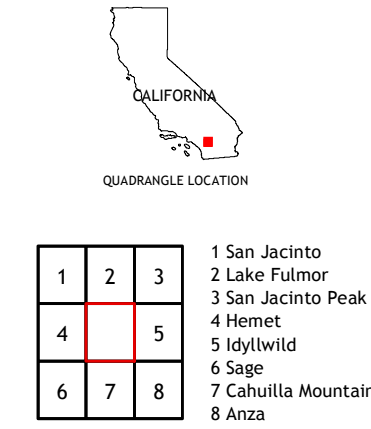 CALIFORNIA
QUADRANGLE LOCATION
1 2 3
4 5
6 7 8
1 San Jacinto
2 Lake Fulmor
3 San Jacinto Peak
4 Hemet
5 Idyllwild
6 Sage
7 Cahuilla Mountain
8 Anza